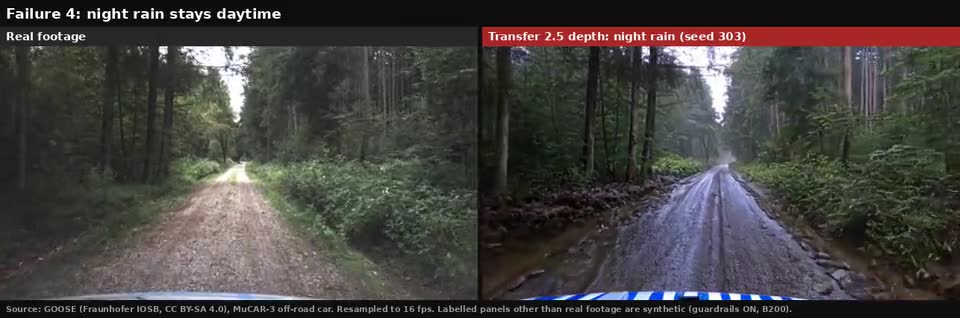 Failure 4: night rain stays daytime
Real footage
Transfer 2.5 depth: night rain (seed 303)
Source: GOOSE (Fraunhofer IOSB, CC BY-SA 4.0), MuCAR-3 off-road car. Resampled to 16 fps. Labelled panels other than real footage are synthetic (guardrails ON, B200).